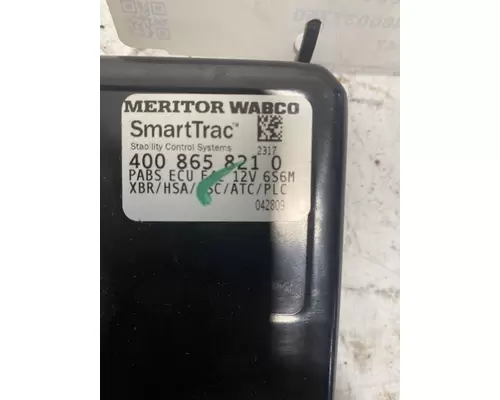 MERITOR WABCO
SmartTrac™
Stability Control Systems
2317
400 865 821 0
PABS ECU 12V 6S6M
XBR/HSA/ /ATC/PLC
042809